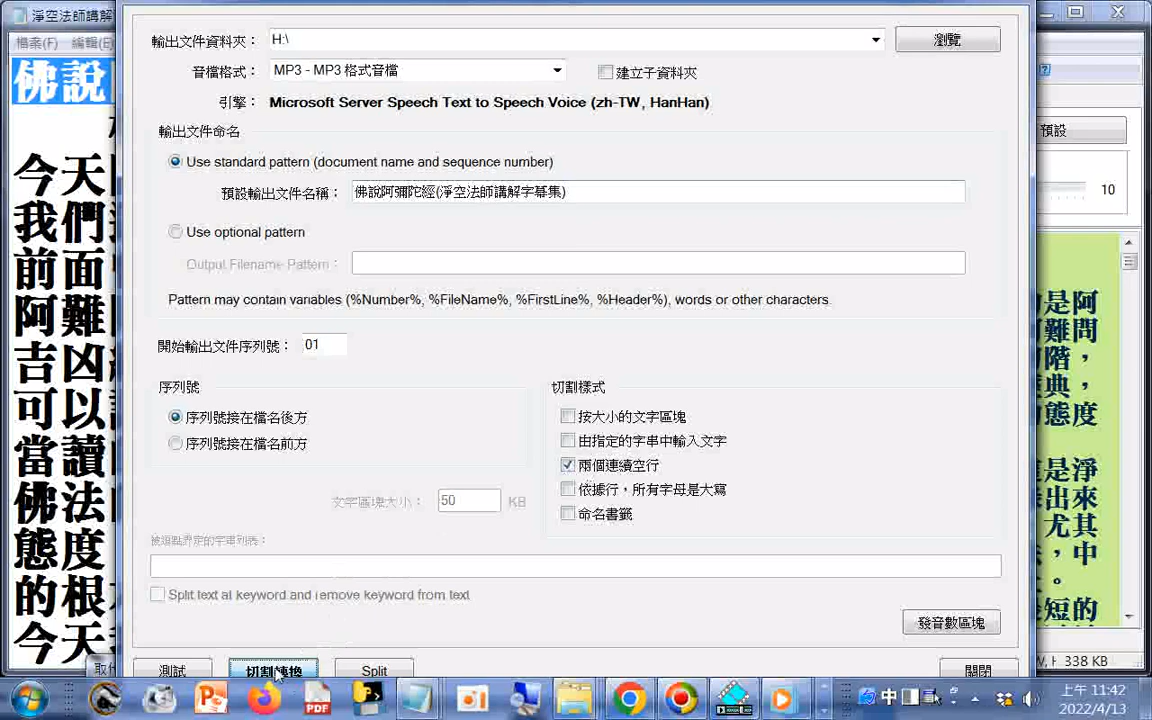 淨空法師講解
檔案(F) 編輯(E)
輸出文件資料夾： H:\ 瀏覽
音檔格式： MP3 - MP3 格式音檔 建立子資料夾
引擎： Microsoft Server Speech Text to Speech Voice (zh-TW, HanHan)
輸出文件命名
Use standard pattern (document name and sequence number)
預設輸出文件名稱： 佛說阿彌陀經(淨空法師講解字幕集)
Use optional pattern
Output Filename Pattern：
Pattern may contain variables (%Number%, %FileName%, %FirstLine%, %Header%), words or other characters.
開始輸出文件序列號： 01
序列號
序列號接在檔名後方
序列號接在檔名前方
文字區塊大小： 50 KB
切割樣式
按大小的文字區塊
由指定的字串中輸入文字
兩個連續空行
依據行，所有字母是大寫
命名書籤
Split text at keyword and remove keyword from text
發音數區塊
測試 切割轉換 Split 關閉
佛說
今天
我們
前面
阿難
吉凶
可以
當讀
佛法
態度
的根
今天
預設
10
是阿
難問
階，
典，
態度
是淨
出來
尤其
中
。
短的
338 KB
中
上午 11:42
2022/4/13